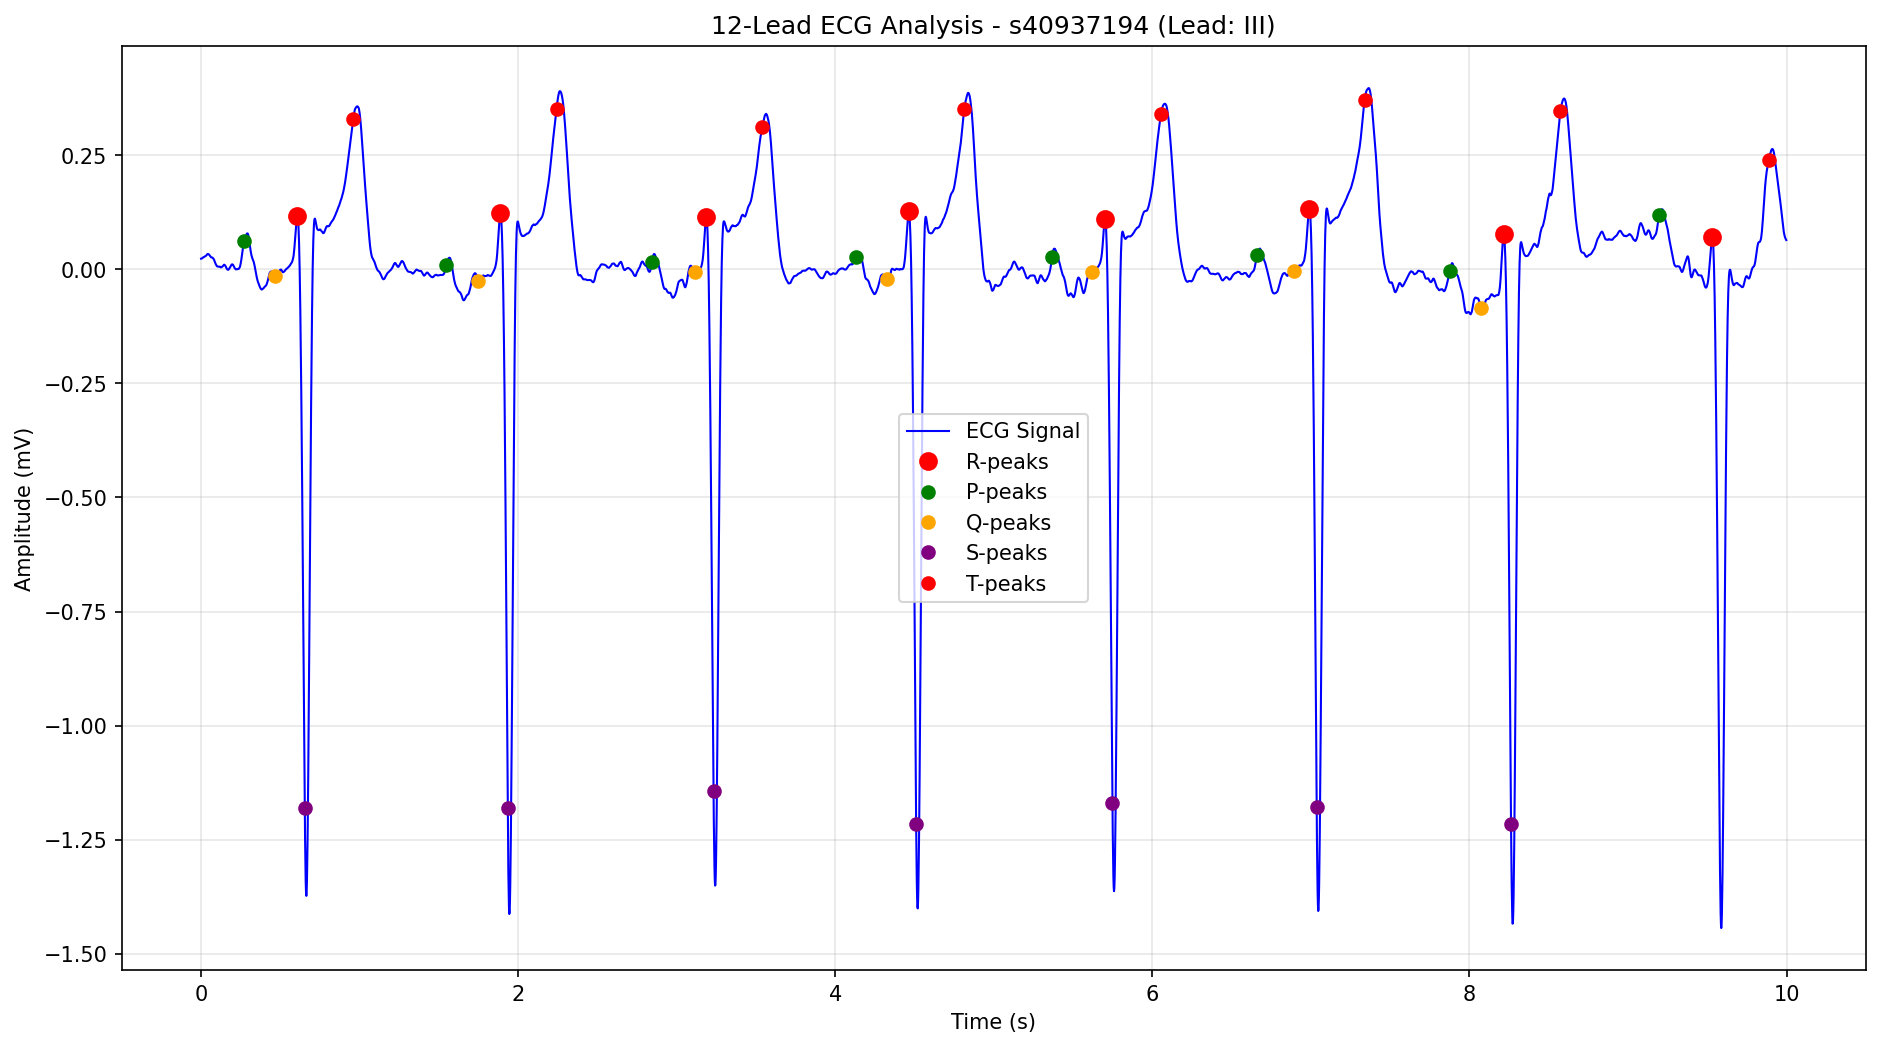 12-Lead ECG Analysis - s40937194 (Lead: III)
Amplitude (mV)
0.25
0.00
−0.25
−0.50
−0.75
−1.00
−1.25
−1.50
ECG Signal
R-peaks
P-peaks
Q-peaks
S-peaks
T-peaks
0 2 4 6 8 10
Time (s)